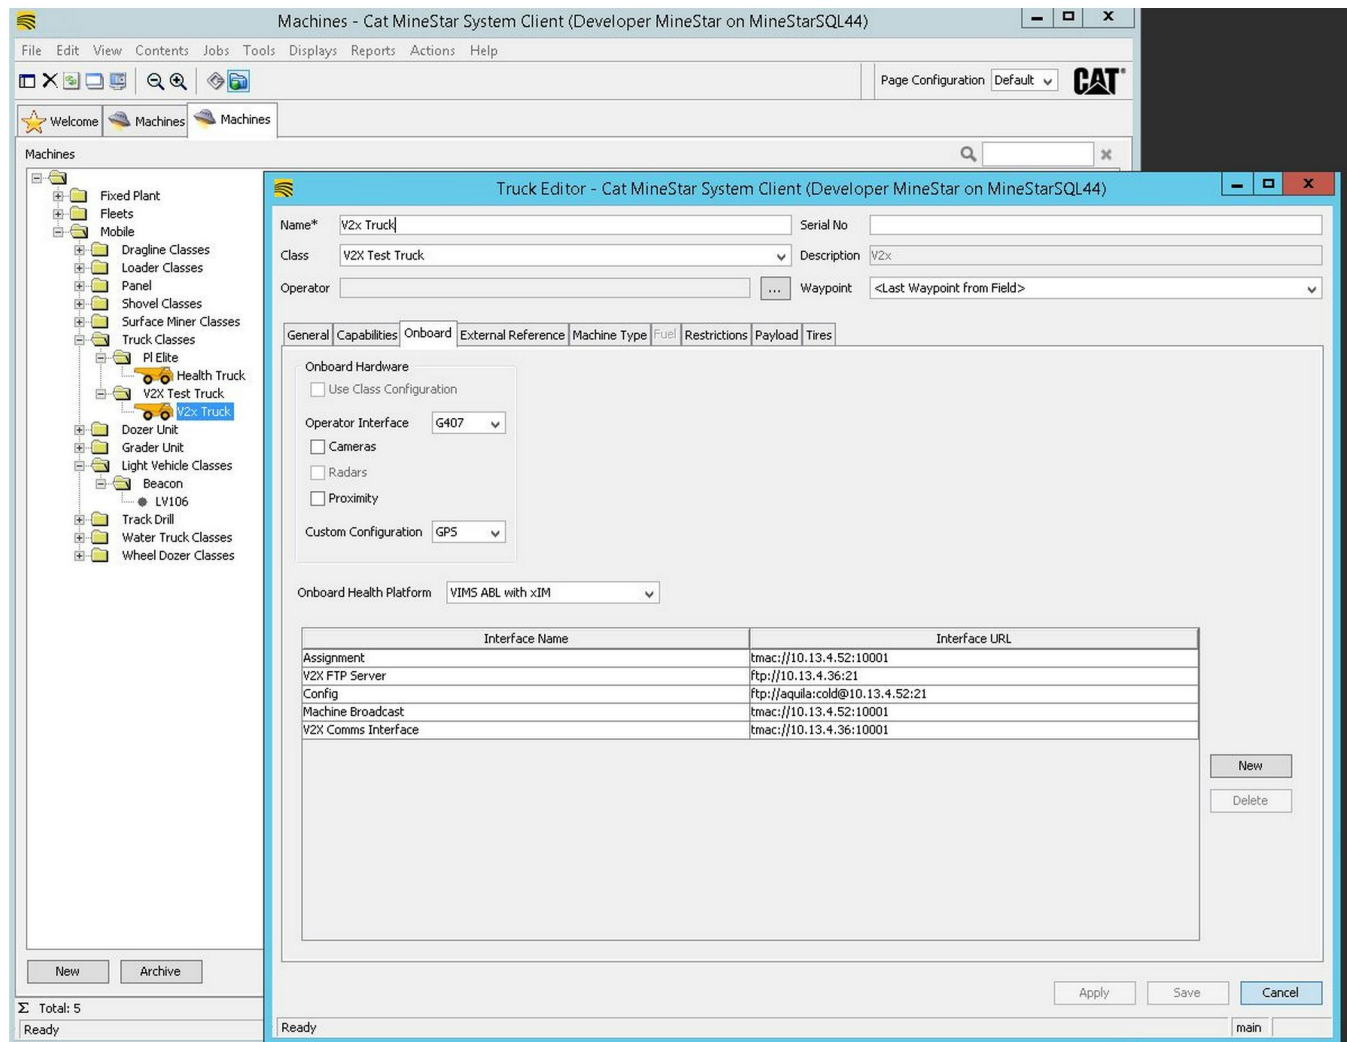 Machines - Cat MineStar System Client (Developer MineStar on MineStarSQL44)
File Edit View Contents Jobs Tools Displays Reports Actions Help
Page Configuration Default CAT
Welcome Machines Machines
Machines
Fixed Plant
Fleets
Mobile
Dragline Classes
Loader Classes
Panel
Shovel Classes
Surface Miner Classes
Truck Classes
Pl Elite
Health Truck
V2X Test Truck
V2x Truck
Dozer Unit
Grader Unit
Light Vehicle Classes
Beacon
LV106
Track Drill
Water Truck Classes
Wheel Dozer Classes
New Archive
Σ Total: 5
Ready
Truck Editor - Cat MineStar System Client (Developer MineStar on MineStarSQL44)
Name* V2x Truck Serial No
Class V2X Test Truck Description V2x
Operator ... Waypoint <Last Waypoint from Field>
General Capabilities Onboard External Reference Machine Type Fuel Restrictions Payload Tires
Onboard Hardware
Use Class Configuration
Operator Interface G407
Cameras
Radars
Proximity
Custom Configuration GPS
Onboard Health Platform VIMS ABL with xIM
Interface Name Interface URL
Assignment tmac://10.13.4.52:10001
V2X FTP Server ftp://10.13.4.36:21
Config ftp://aquila:cold@10.13.4.52:21
Machine Broadcast tmac://10.13.4.52:10001
V2X Comms Interface tmac://10.13.4.36:10001
New
Delete
Apply Save Cancel
Ready main